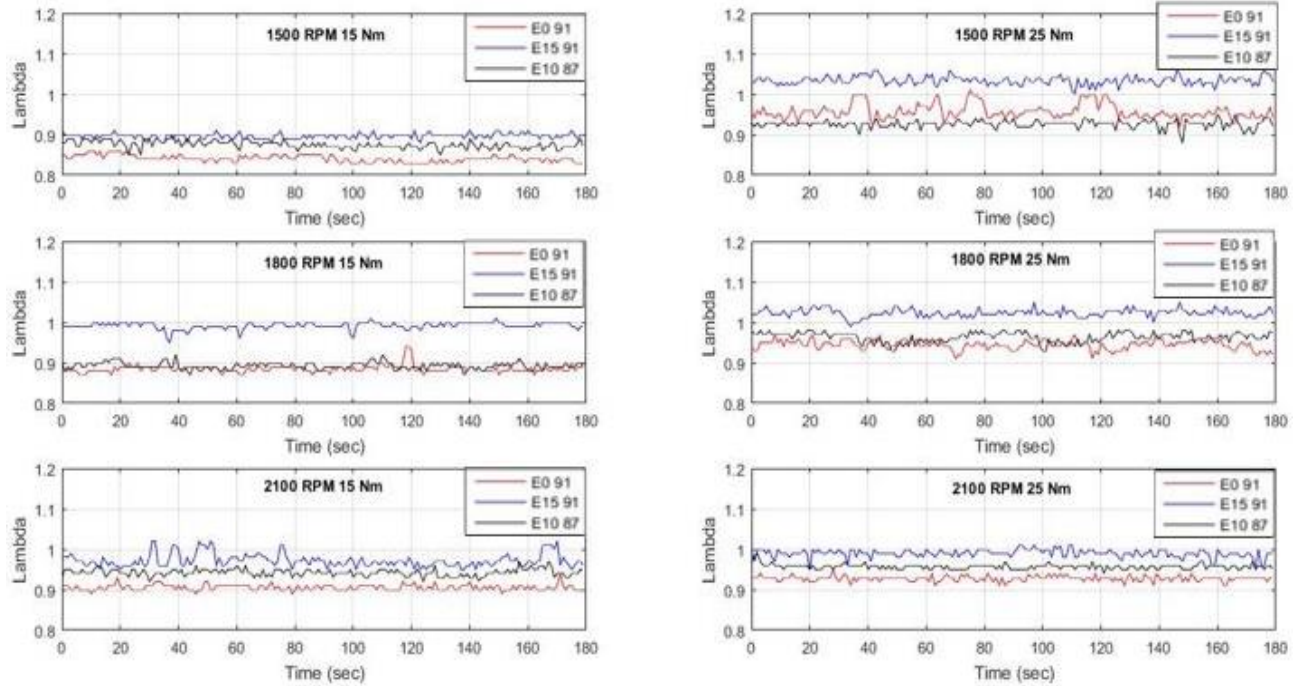 1500 RPM 15 Nm
E0 91
E15 91
E10 87
Lambda
1.2
1.1
1
0.9
0.8
0 20 40 60 80 100 120 140 160 180
Time (sec)
1500 RPM 25 Nm
E0 91
E15 91
E10 87
Lambda
1.2
1.1
1
0.9
0.8
0 20 40 60 80 100 120 140 160 180
Time (sec)
1800 RPM 15 Nm
E0 91
E15 91
E10 87
Lambda
1.2
1.1
1
0.9
0.8
0 20 40 60 80 100 120 140 160 180
Time (sec)
1800 RPM 25 Nm
E0 91
E15 91
E10 87
Lambda
1.2
1.1
1
0.9
0.8
0 20 40 60 80 100 120 140 160 180
Time (sec)
2100 RPM 15 Nm
E0 91
E15 91
E10 87
Lambda
1.2
1.1
1
0.9
0.8
0 20 40 60 80 100 120 140 160 180
Time (sec)
2100 RPM 25 Nm
E0 91
E15 91
E10 87
Lambda
1.2
1.1
1
0.9
0.8
0 20 40 60 80 100 120 140 160 180
Time (sec)